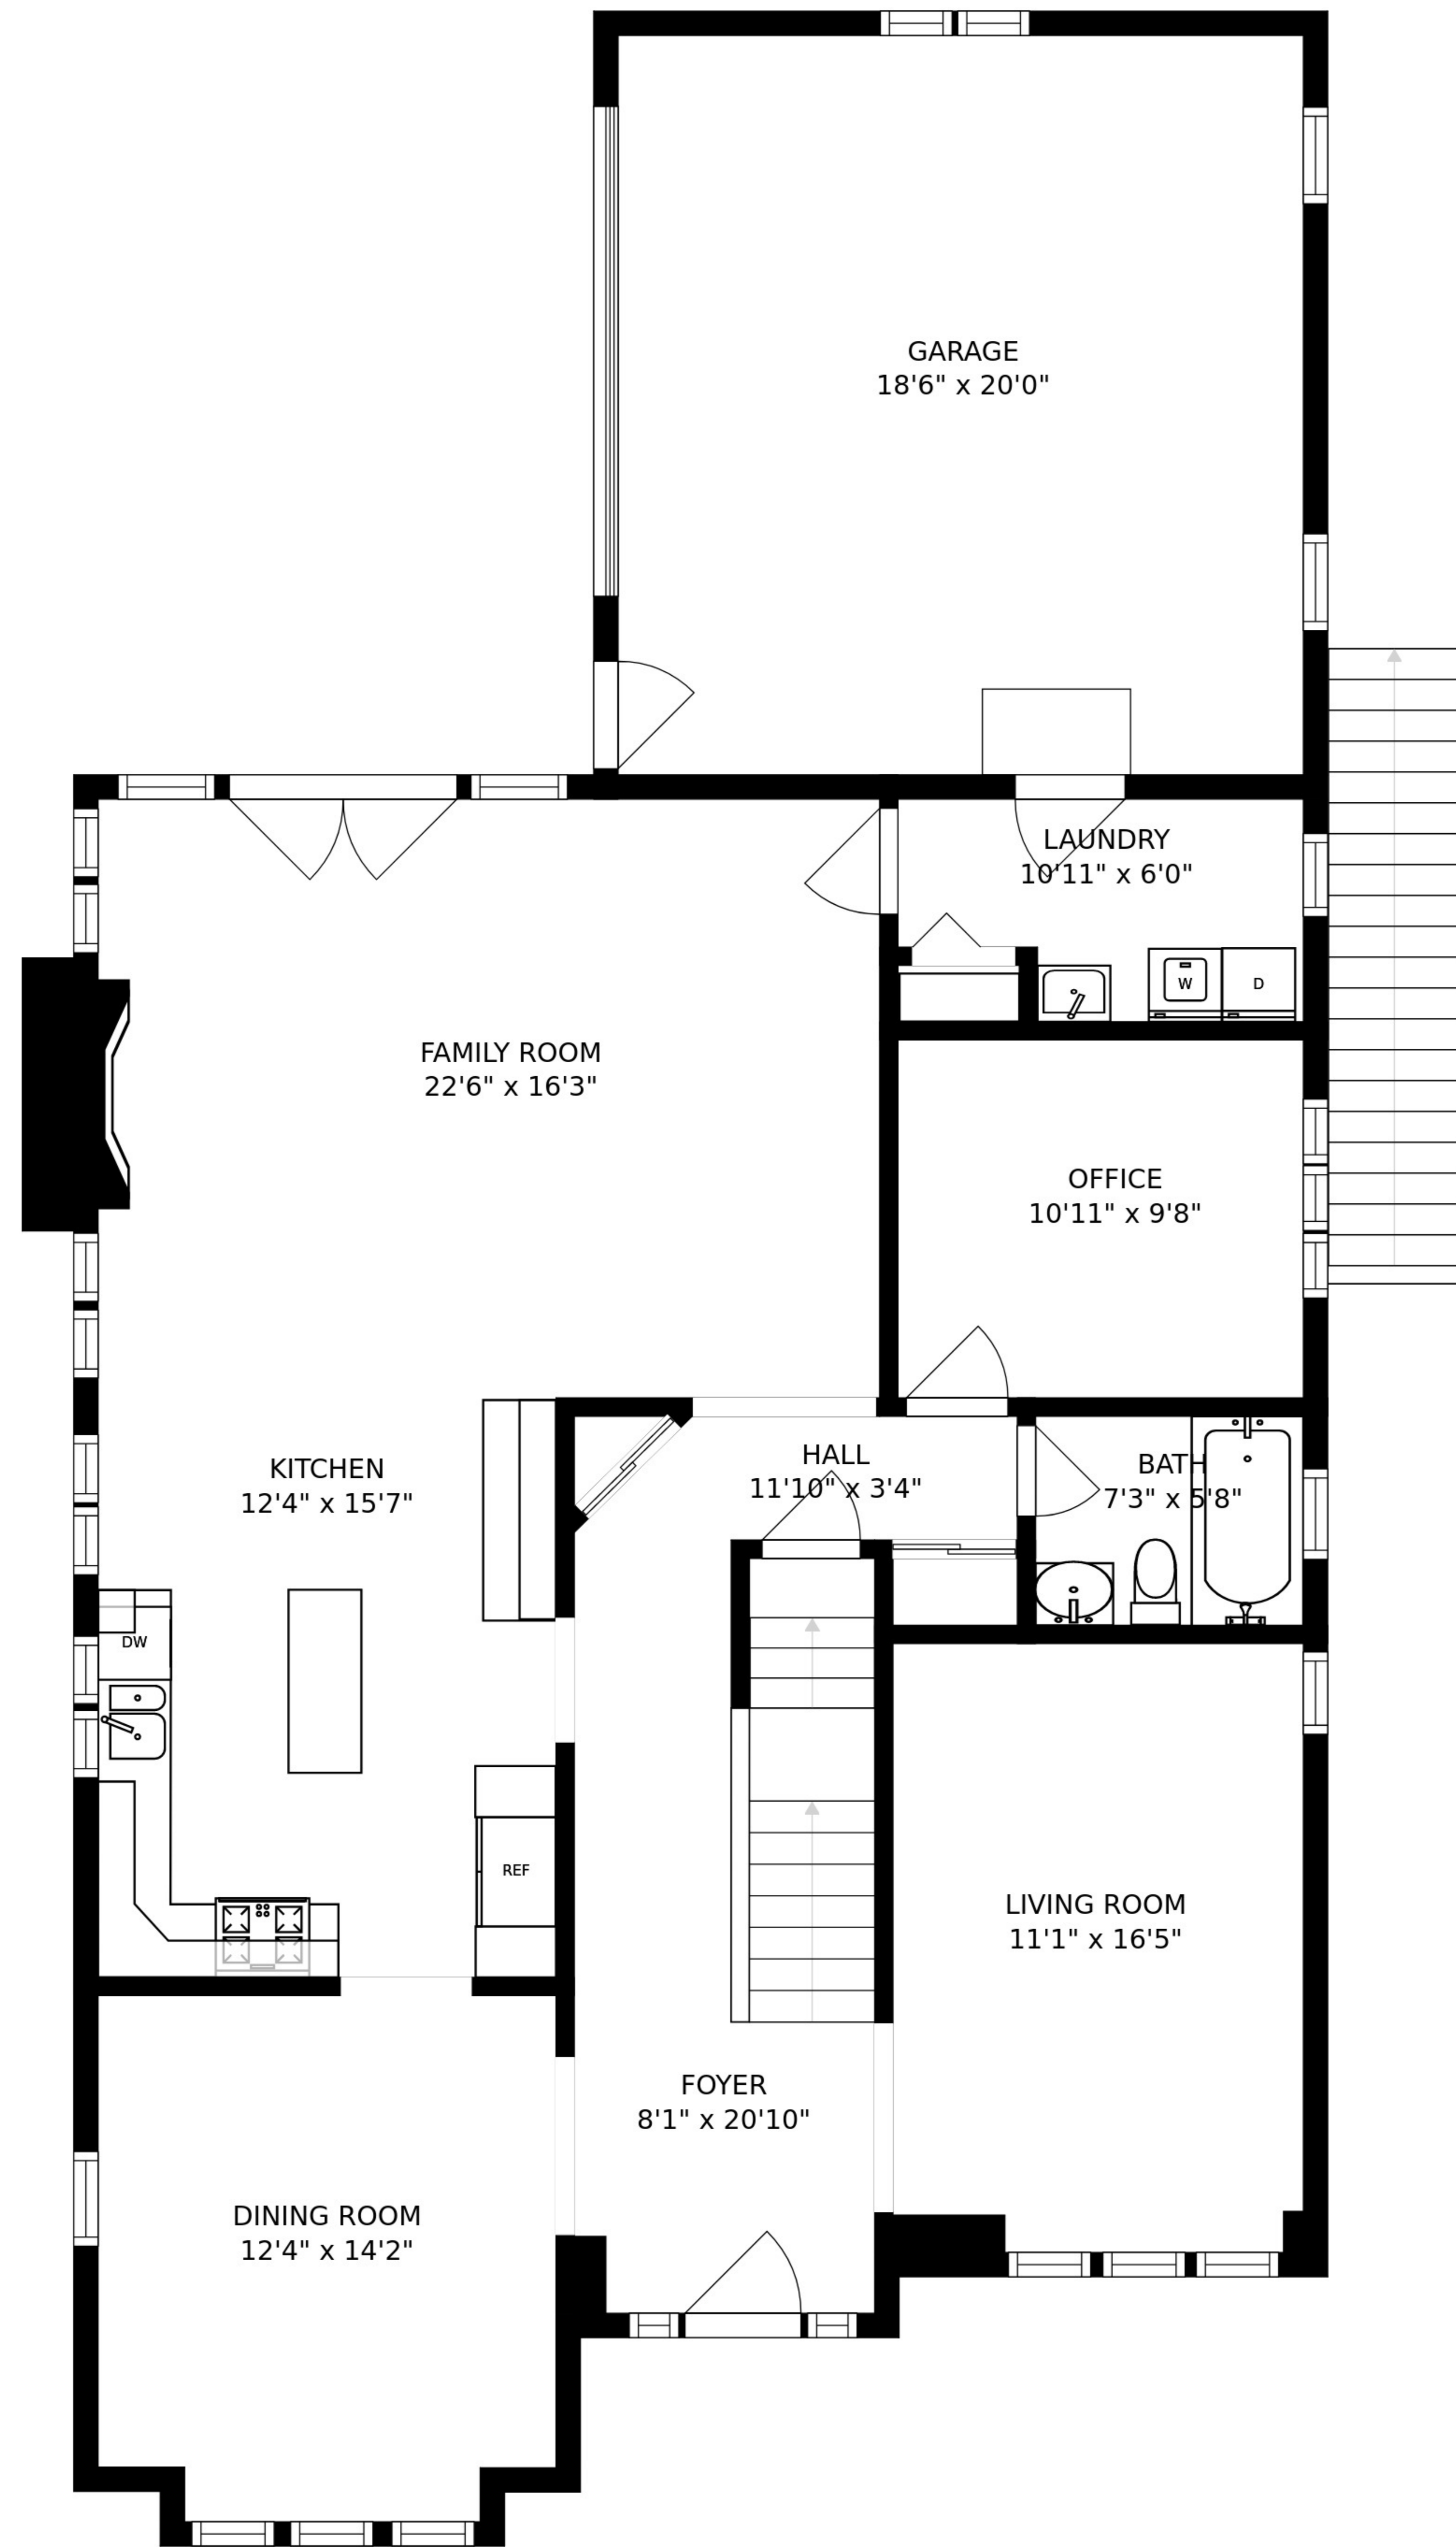 GARAGE
18'6" x 20'0"
LAUNDRY
10'11" x 6'0"
W
D
FAMILY ROOM
22'6" x 16'3"
OFFICE
10'11" x 9'8"
HALL
11'10" x 3'4"
BATH
7'3" x 5'8"
KITCHEN
12'4" x 15'7"
DW
REF
LIVING ROOM
11'1" x 16'5"
FOYER
8'1" x 20'10"
DINING ROOM
12'4" x 14'2"